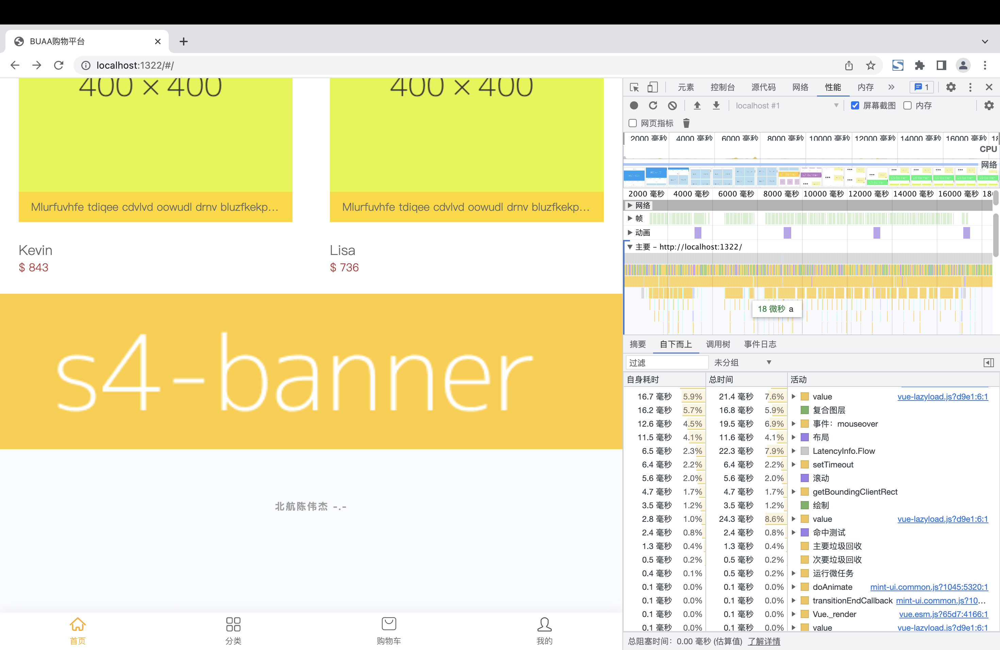 BUAA购物平台
localhost:1322/#/
400 × 400
400 × 400
Mlurfuvhfe tdiqee cdvlvd oowudl drnv bluzfkekp...
Mlurfuvhfe tdiqee cdvlvd oowudl drnv bluzfkekp...
Kevin
$ 843
Lisa
$ 736
s4-banner
北航陈伟杰 -.-
首页
分类
购物车
我的
元素 控制台 源代码 网络 性能 内存 1
localhost #1 屏幕截图 内存
网页指标
2000 毫秒 4000 毫秒 6000 毫秒 8000 毫秒 10000 毫秒 12000 毫秒 14000 毫秒 16000 毫秒
CPU
网络
2000 毫秒 4000 毫秒 6000 毫秒 8000 毫秒 10000 毫秒 12000 毫秒 14000 毫秒 16000 毫秒
网络
帧
动画
主要 – http://localhost:1322/
18 微秒 a
摘要 自下而上 调用树 事件日志
过滤 未分组
自身耗时 总时间 活动
16.7 毫秒 5.9% 21.4 毫秒 7.6% value vue-lazyload.js?d9e1:6:1
16.2 毫秒 5.7% 16.8 毫秒 5.9% 复合图层
12.6 毫秒 4.5% 19.5 毫秒 6.9% 事件：mouseover
11.5 毫秒 4.1% 11.6 毫秒 4.1% 布局
6.5 毫秒 2.3% 22.3 毫秒 7.9% LatencyInfo.Flow
6.4 毫秒 2.2% 6.4 毫秒 2.2% setTimeout
5.6 毫秒 2.0% 5.6 毫秒 2.0% 滚动
4.7 毫秒 1.7% 4.7 毫秒 1.7% getBoundingClientRect
3.5 毫秒 1.2% 3.5 毫秒 1.2% 绘制
2.8 毫秒 1.0% 24.3 毫秒 8.6% value vue-lazyload.js?d9e1:6:1
2.4 毫秒 0.8% 2.4 毫秒 0.8% 命中测试
1.3 毫秒 0.4% 1.3 毫秒 0.4% 主要垃圾回收
0.5 毫秒 0.2% 0.5 毫秒 0.2% 次要垃圾回收
0.4 毫秒 0.1% 0.5 毫秒 0.2% 运行微任务
0.1 毫秒 0.0% 0.1 毫秒 0.0% doAnimate mint-ui.common.js?1045:5320:1
0.1 毫秒 0.0% 0.1 毫秒 0.0% transitionEndCallback mint-ui.common.js?10...
0.1 毫秒 0.0% 0.1 毫秒 0.0% Vue._render vue.esm.js?65d7:4166:1
0.1 毫秒 0.0% 0.1 毫秒 0.0% value vue-lazyload.js?d9e1:6:1
总阻塞时间：0.00 毫秒 (估算值) 了解详情